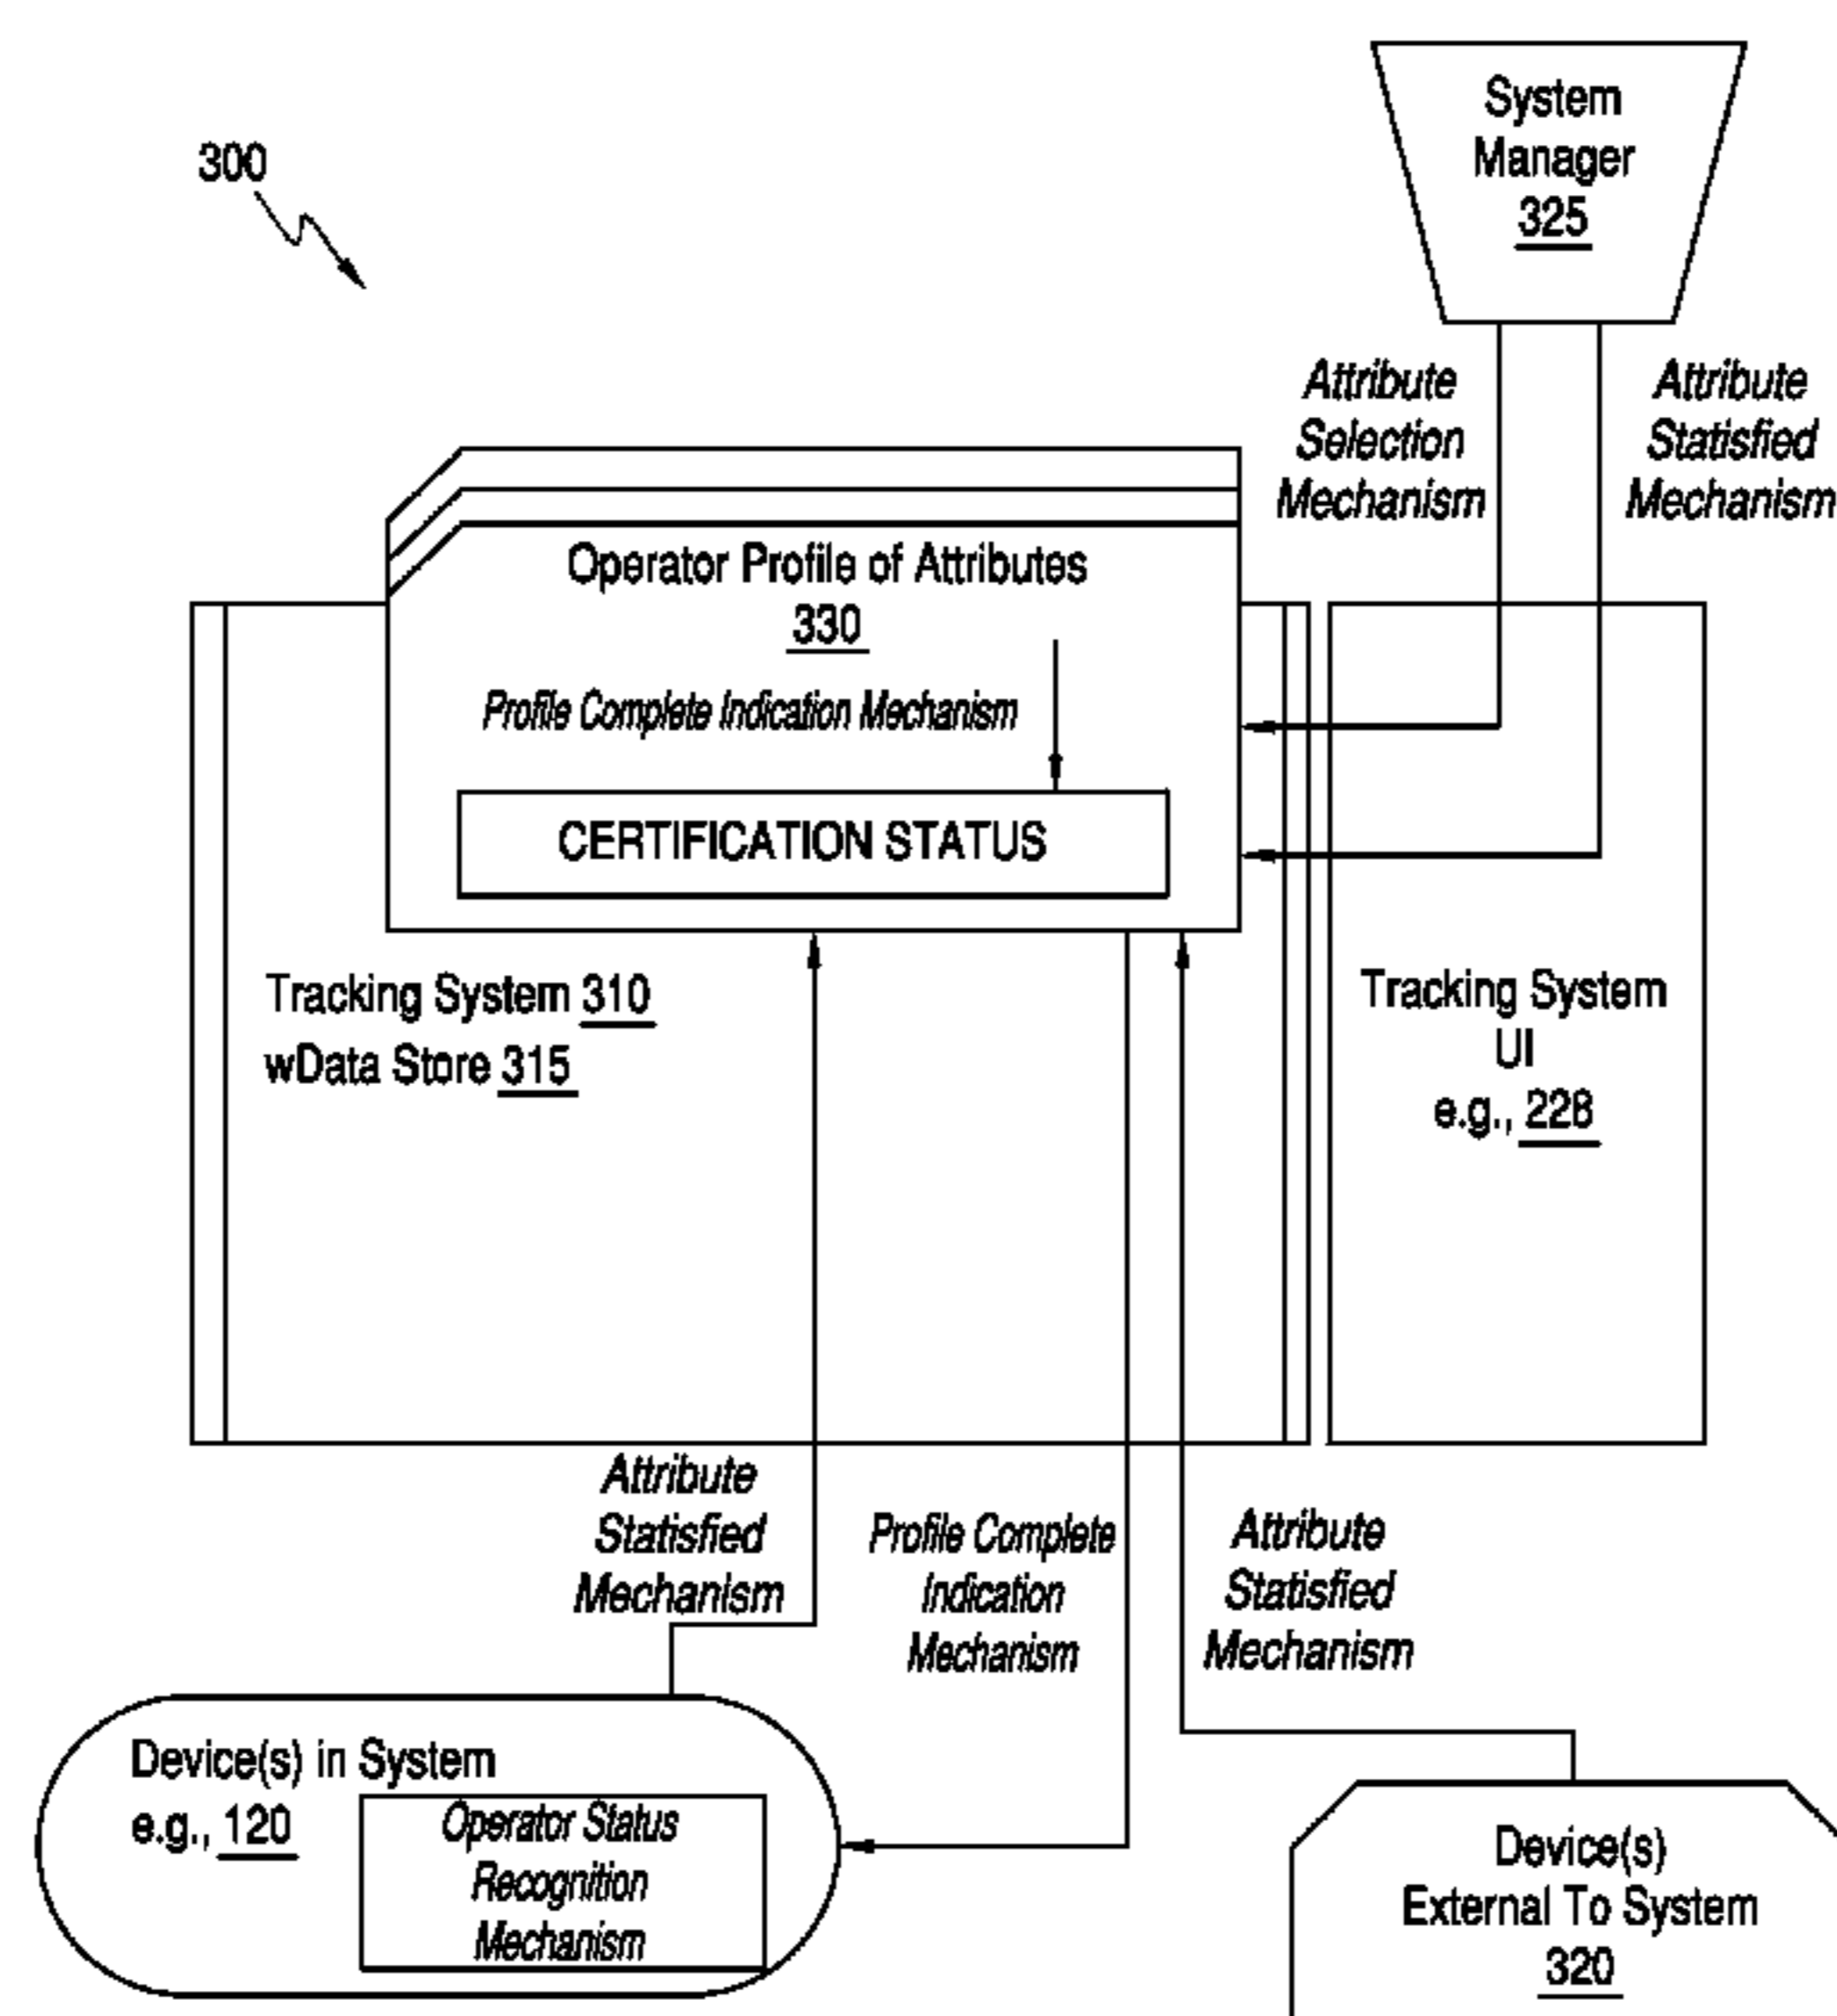 300
System
Manager
325
Attribute
Selection
Mechanism
Attribute
Statisfied
Mechanism
Operator Profile of Attributes
330
Profile Complete Indication Mechanism
CERTIFICATION STATUS
Tracking System 310
wData Store 315
Tracking System
UI
e.g., 228
Attribute
Statisfied
Mechanism
Profile Complete
Indication
Mechanism
Attribute
Statisfied
Mechanism
Device(s) in System
e.g., 120
Operator Status
Recognition
Mechanism
Device(s)
External To System
320